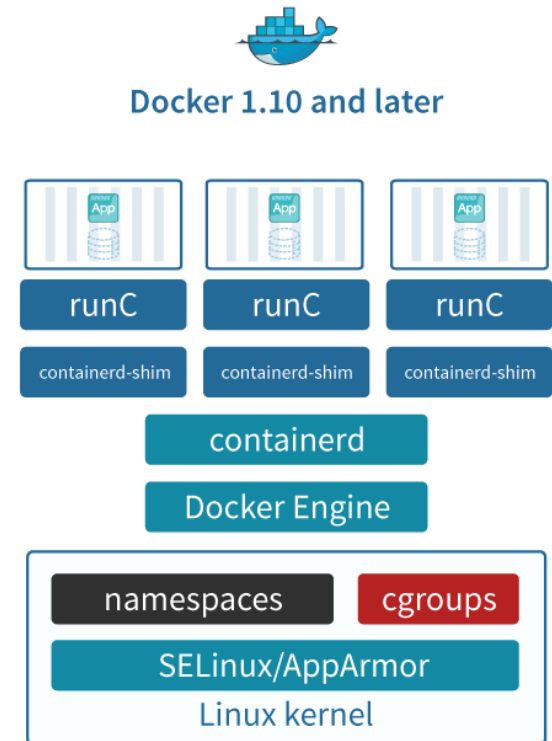 Docker 1.10 and later
App App App
runC runC runC
containerd-shim containerd-shim containerd-shim
containerd
Docker Engine
namespaces cgroups
SELinux/AppArmor
Linux kernel